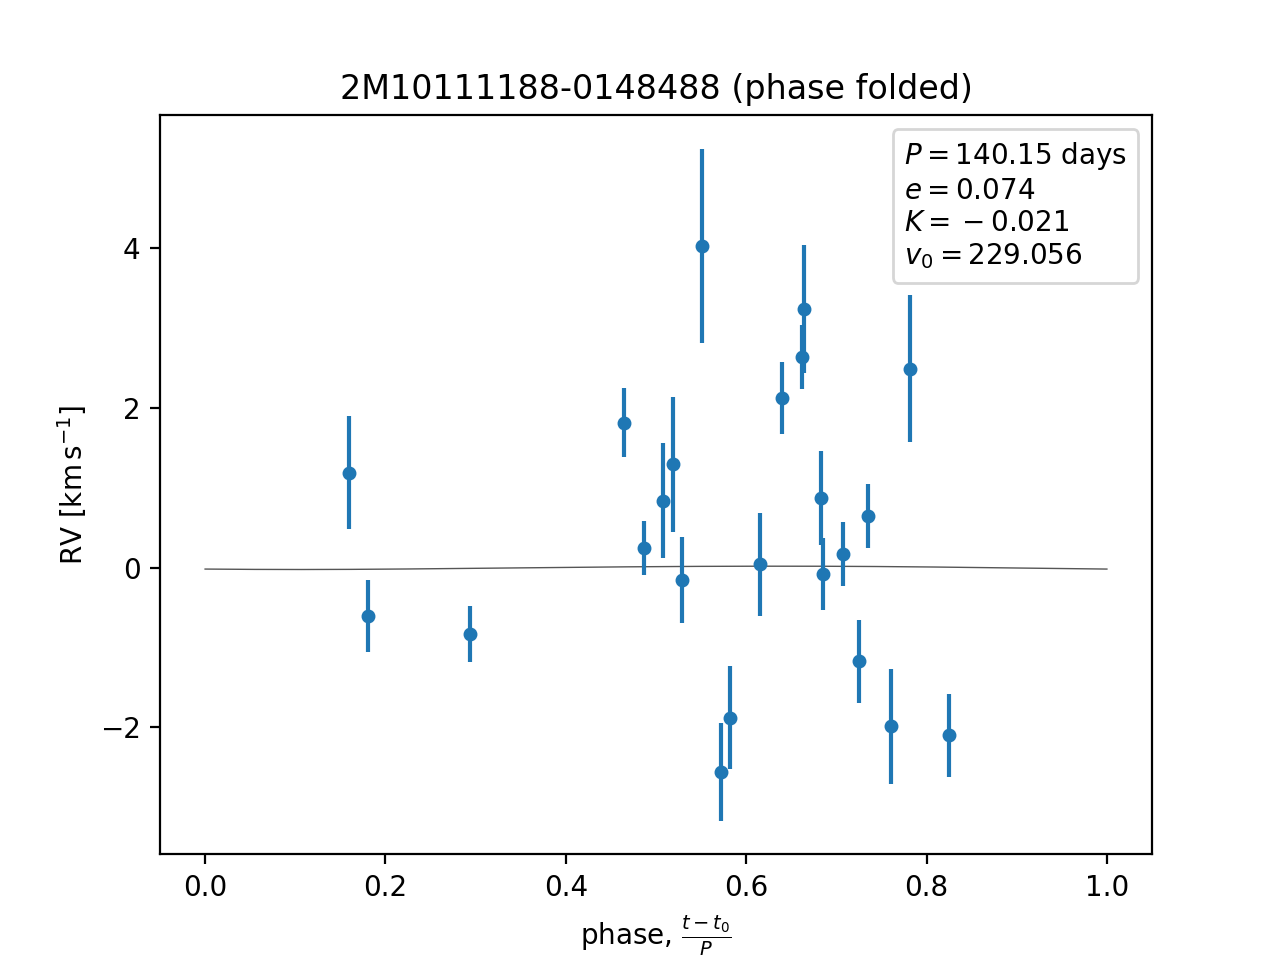 2M10111188-0148488 (phase folded)
P = 140.15 days
e = 0.074
K = −0.021
v₀ = 229.056
RV [km s⁻¹]
4
2
0
−2
0.0 0.2 0.4 0.6 0.8 1.0
phase, (t − t₀)/P